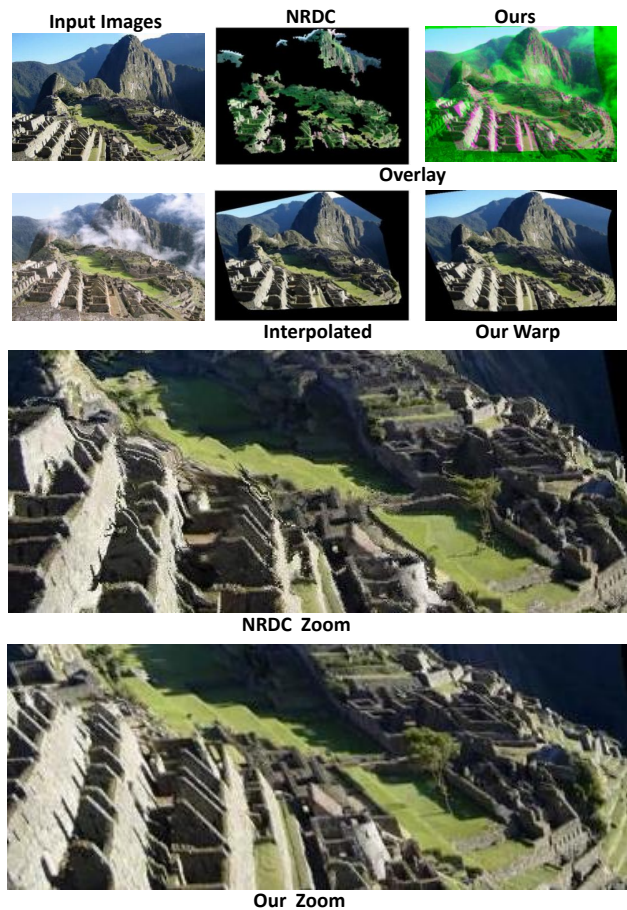 Input Images NRDC Ours
Overlay
Interpolated Our Warp
NRDC Zoom
Our Zoom